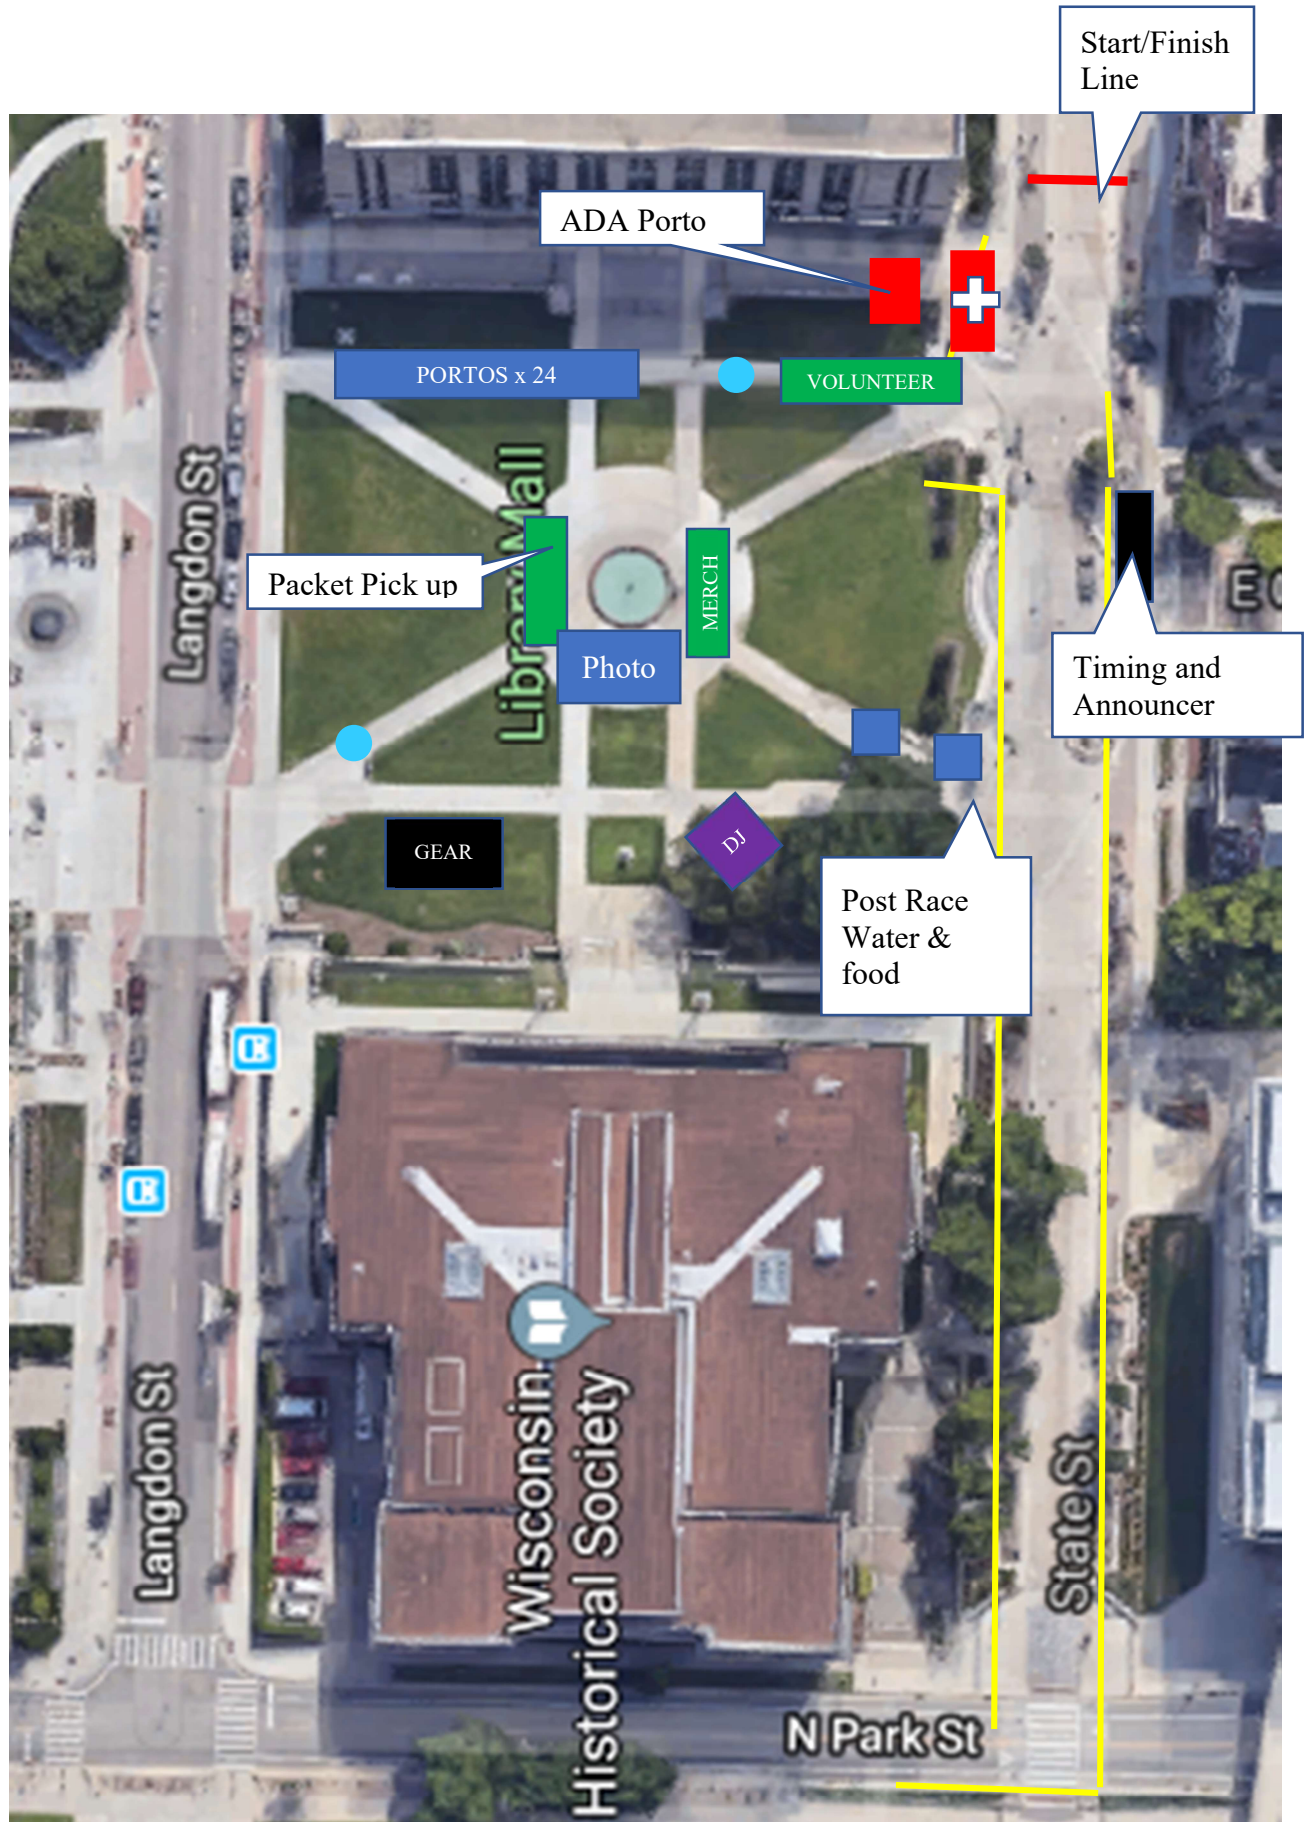 Start/Finish
Line
ADA Porto
PORTOS x 24
VOLUNTEER
Langdon St
Library Mall
Packet Pick up
MERCH
Photo
E C
Timing and
Announcer
GEAR
DJ
Post Race
Water &
food
Langdon St
Wisconsin
Historical Society
State St
N Park St